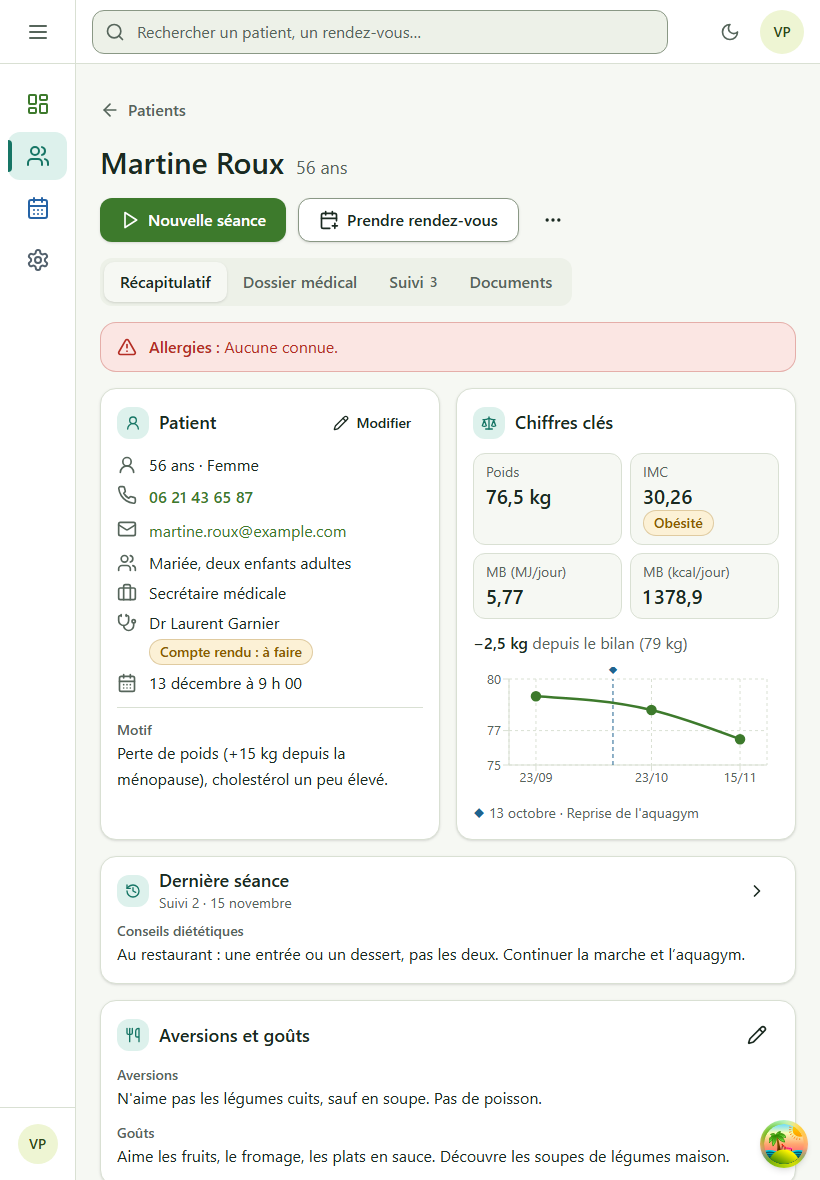 Rechercher un patient, un rendez-vous...
VP
Patients
Martine Roux 56 ans
Nouvelle séance
Prendre rendez-vous
Récapitulatif
Dossier médical
Suivi 3
Documents
Allergies : Aucune connue.
Patient
Modifier
56 ans · Femme
06 21 43 65 87
martine.roux@example.com
Mariée, deux enfants adultes
Secrétaire médicale
Dr Laurent Garnier
Compte rendu : à faire
13 décembre à 9 h 00
Motif
Perte de poids (+15 kg depuis la
ménopause), cholestérol un peu élevé.
Chiffres clés
Poids
76,5 kg
IMC
30,26
Obésité
MB (MJ/jour)
5,77
MB (kcal/jour)
1 378,9
−2,5 kg depuis le bilan (79 kg)
80
77
75
23/09
23/10
15/11
13 octobre · Reprise de l'aquagym
Dernière séance
Suivi 2 · 15 novembre
Conseils diététiques
Au restaurant : une entrée ou un dessert, pas les deux. Continuer la marche et l'aquagym.
Aversions et goûts
Aversions
N'aime pas les légumes cuits, sauf en soupe. Pas de poisson.
Goûts
Aime les fruits, le fromage, les plats en sauce. Découvre les soupes de légumes maison.
VP